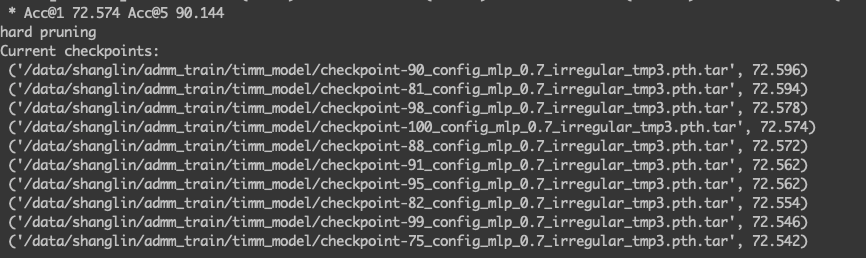 * Acc@1 72.574 Acc@5 90.144
hard pruning
Current checkpoints:
('/data/shanglin/admm_train/timm_model/checkpoint-90_config_mlp_0.7_irregular_tmp3.pth.tar', 72.596)
('/data/shanglin/admm_train/timm_model/checkpoint-81_config_mlp_0.7_irregular_tmp3.pth.tar', 72.594)
('/data/shanglin/admm_train/timm_model/checkpoint-98_config_mlp_0.7_irregular_tmp3.pth.tar', 72.578)
('/data/shanglin/admm_train/timm_model/checkpoint-100_config_mlp_0.7_irregular_tmp3.pth.tar', 72.574)
('/data/shanglin/admm_train/timm_model/checkpoint-88_config_mlp_0.7_irregular_tmp3.pth.tar', 72.572)
('/data/shanglin/admm_train/timm_model/checkpoint-91_config_mlp_0.7_irregular_tmp3.pth.tar', 72.562)
('/data/shanglin/admm_train/timm_model/checkpoint-95_config_mlp_0.7_irregular_tmp3.pth.tar', 72.562)
('/data/shanglin/admm_train/timm_model/checkpoint-82_config_mlp_0.7_irregular_tmp3.pth.tar', 72.554)
('/data/shanglin/admm_train/timm_model/checkpoint-99_config_mlp_0.7_irregular_tmp3.pth.tar', 72.546)
('/data/shanglin/admm_train/timm_model/checkpoint-75_config_mlp_0.7_irregular_tmp3.pth.tar', 72.542)